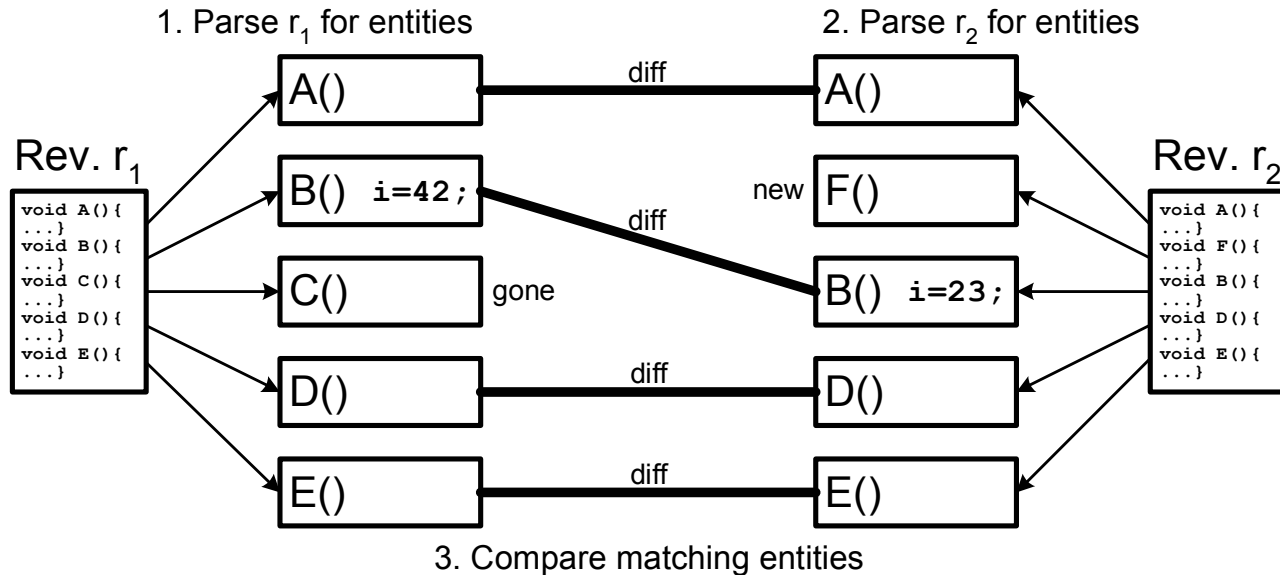 1. Parse r1 for entities
2. Parse r2 for entities
Rev. r1
void A(){
...}
void B(){
...}
void C(){
...}
void D(){
...}
void E(){
...}
A()
B() i=42;
C()
gone
D()
E()
diff
diff
diff
diff
A()
new
F()
B() i=23;
D()
E()
Rev. r2
void A(){
...}
void F(){
...}
void B(){
...}
void D(){
...}
void E(){
...}
3. Compare matching entities